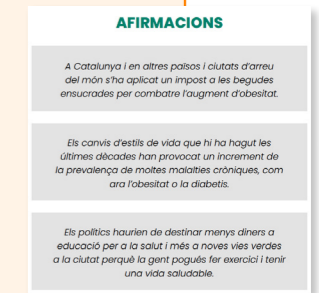 AFIRMACIONS
A Catalunya i en altres països i ciutats d'arreu
del món s'ha aplicat un impost a les begudes
ensucrades per combatre l'augment d'obesitat.
Els canvis d'estils de vida que hi ha hagut les
últimes dècades han provocat un increment de
la prevalença de moltes malalties cròniques, com
ara l'obesitat o la diabetis.
Els polítics haurien de destinar menys diners a
educació per a la salut i més a noves vies verdes
a la ciutat perquè la gent pogués fer exercici i tenir
una vida saludable.